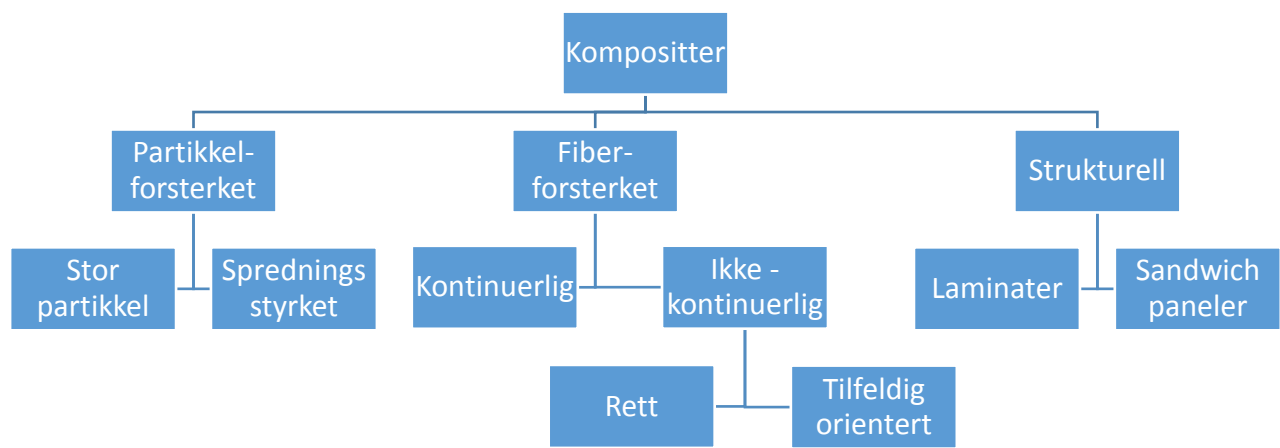 Kompositter
Partikkel-
forsterket
Fiber-
forsterket
Strukturell
Stor
partikkel
Sprednings
styrket
Kontinuerlig
Ikke -
kontinuerlig
Laminater
Sandwich
paneler
Rett
Tilfeldig
orientert